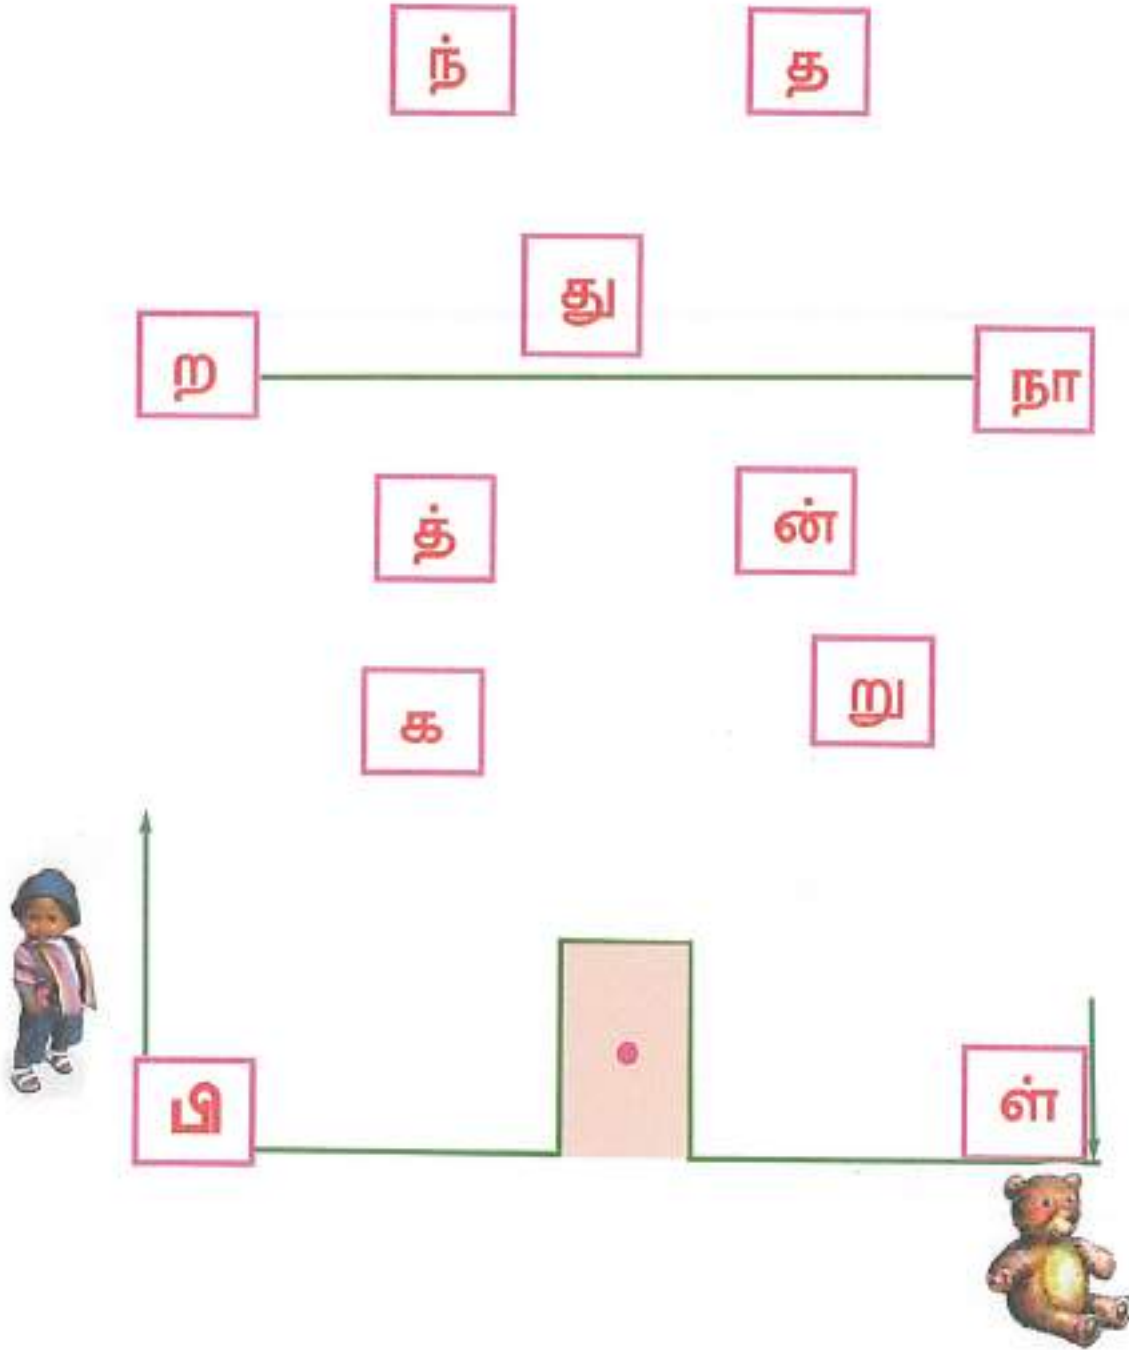 ந் த
து
ற நா
த் ன்
க று
பி ள்